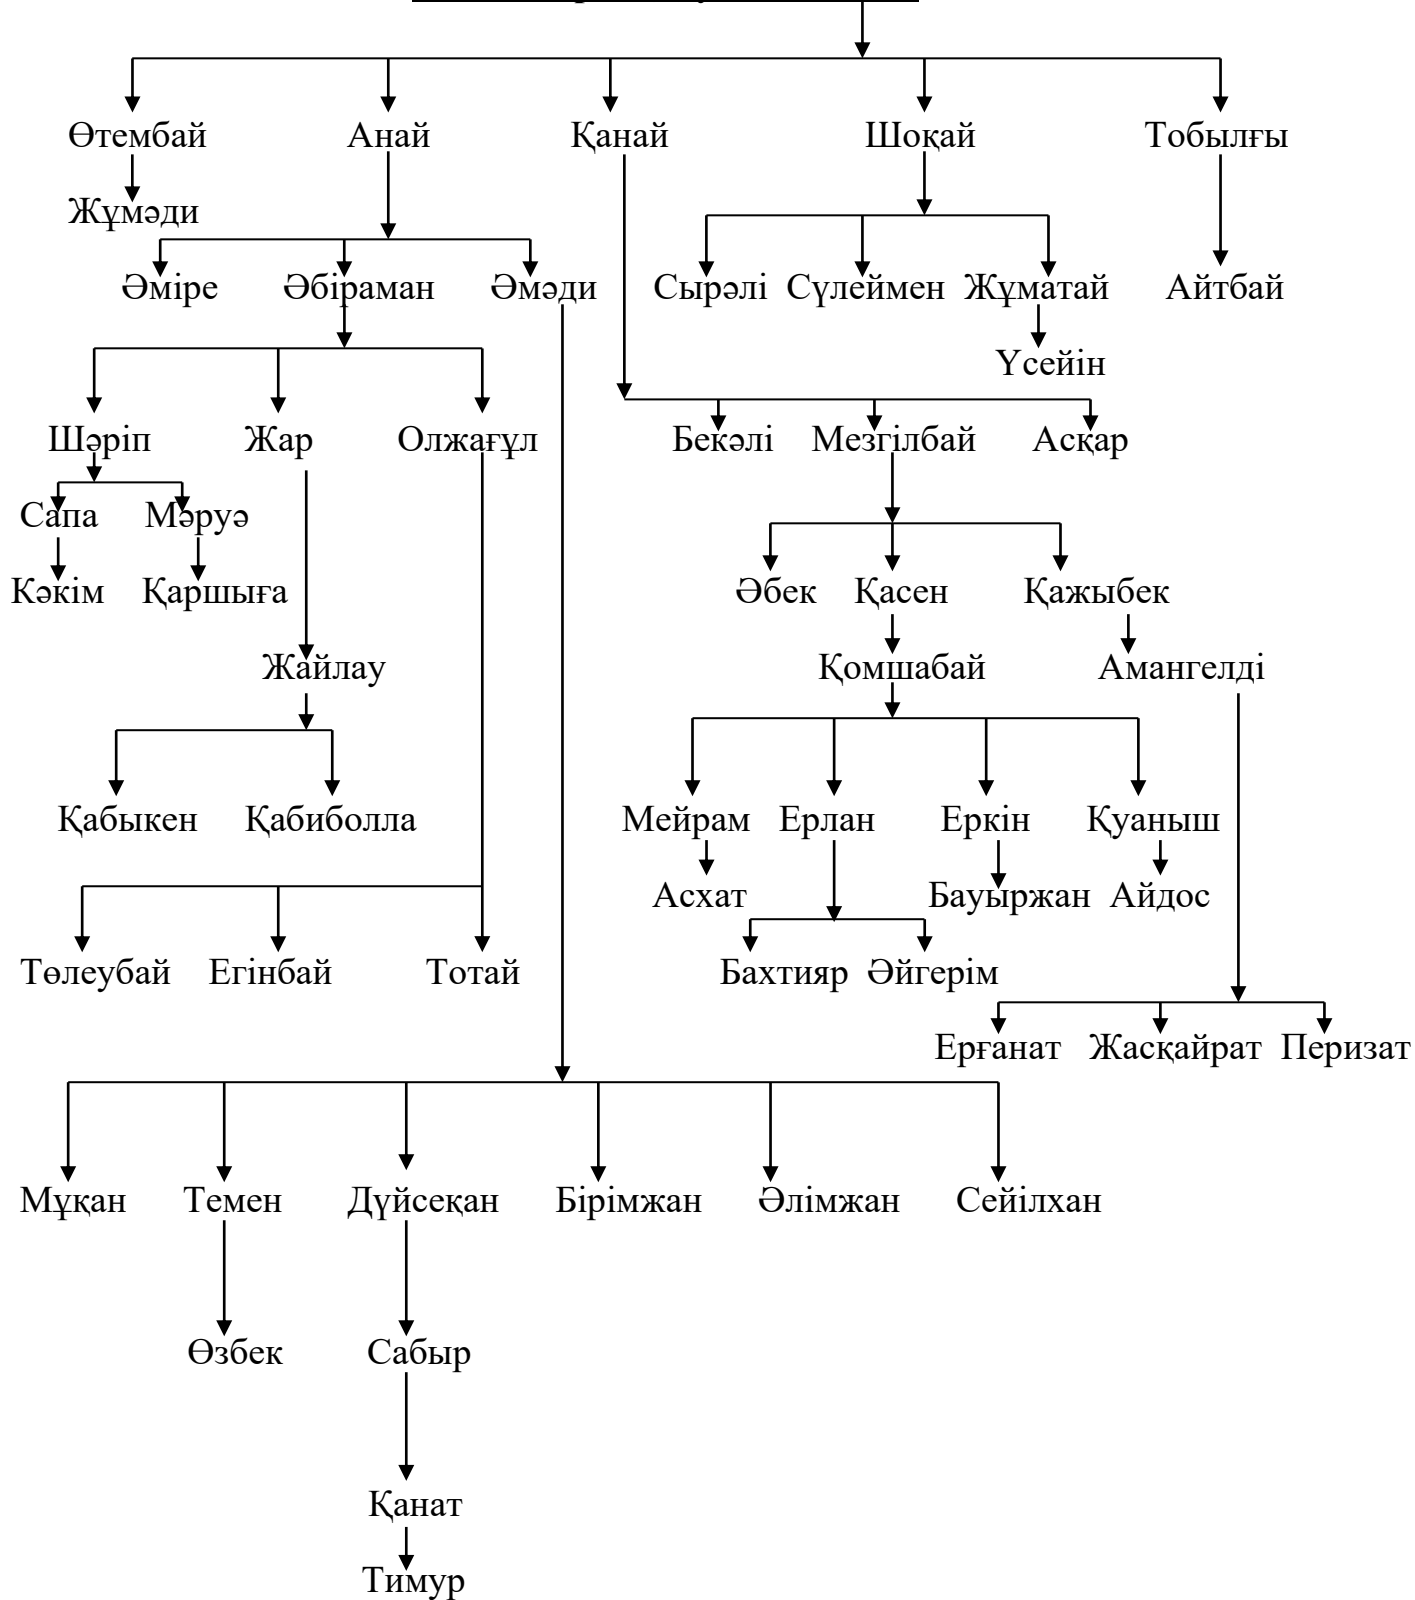 Өтембай Анай Қанай Шоқай Тобылғы
Жұмәди
Әміре Әбіраман Әмәди Сырәлі Сүлеймен Жұматай Айтбай
Үсейін
Шәріп Жар Олжағұл Бекәлі Мезгілбай Асқар
Сапа Мәруә
Кәкім Қаршыға Әбек Қасен Қажыбек
Жайлау Қомшабай Амангелді
Қабыкен Қабиболла Мейрам Ерлан Еркін Қуаныш
Асхат Бауыржан Айдос
Төлеубай Егінбай Тотай Бахтияр Әйгерім
Ерғанат Жасқайрат Перизат
Мұқан Темен Дүйсеқан Бірімжан Әлімжан Сейілхан
Өзбек Сабыр
Қанат
Тимур